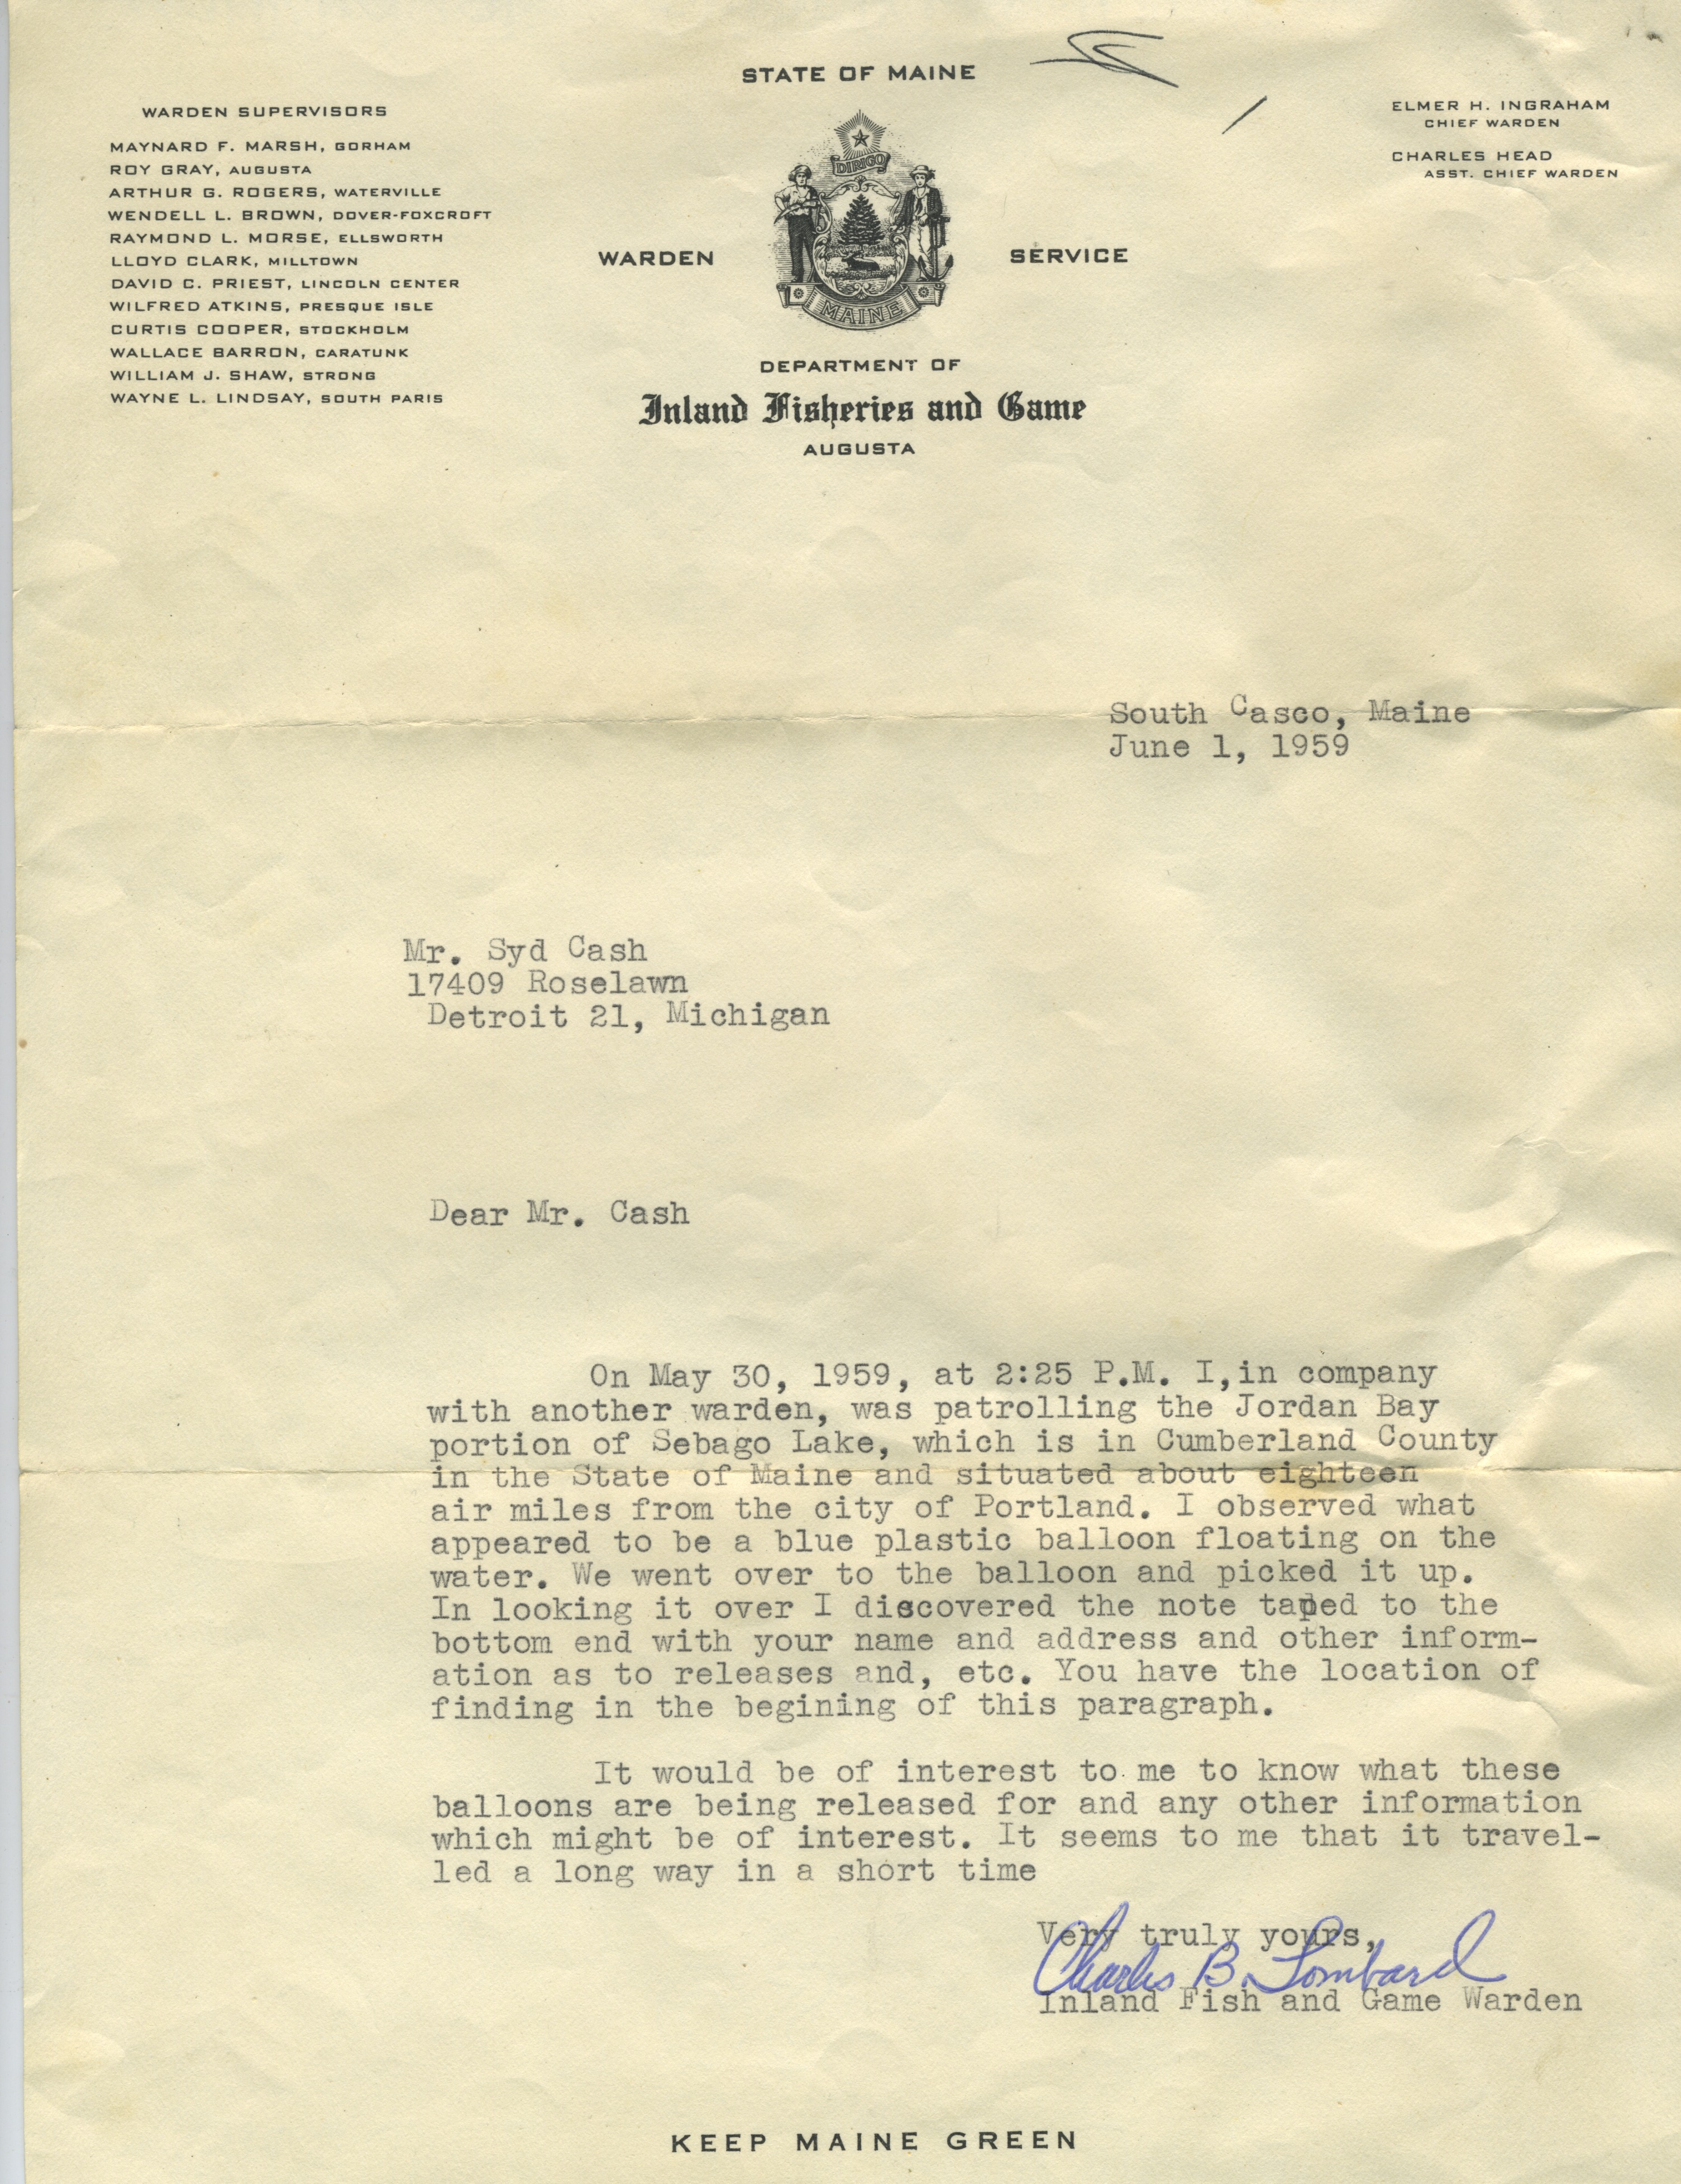 STATE OF MAINE
WARDEN SUPERVISORS
MAYNARD F. MARSH, GORHAM
ROY GRAY, AUGUSTA
ARTHUR G. ROGERS, WATERVILLE
WENDELL L. BROWN, DOVER-FOXCROFT
RAYMOND L. MORSE, ELLSWORTH
LLOYD CLARK, MILLTOWN
DAVID C. PRIEST, LINCOLN CENTER
WILFRED ATKINS, PRESQUE ISLE
CURTIS COOPER, STOCKHOLM
WALLACE BARRON, CARATUNK
WILLIAM J. SHAW, STRONG
WAYNE L. LINDSAY, SOUTH PARIS
ELMER H. INGRAHAM
CHIEF WARDEN
CHARLES HEAD
ASST. CHIEF WARDEN
DIRIGO
WARDEN SERVICE
MAINE
DEPARTMENT OF
Inland Fisheries and Game
AUGUSTA
South Casco, Maine
June 1, 1959
Mr. Syd Cash
17409 Roselawn
Detroit 21, Michigan
Dear Mr. Cash
On May 30, 1959, at 2:25 P.M. I,in company
with another warden, was patrolling the Jordan Bay
portion of Sebago Lake, which is in Cumberland County
in the State of Maine and situated about eighteen
air miles from the city of Portland. I observed what
appeared to be a blue plastic balloon floating on the
water. We went over to the balloon and picked it up.
In looking it over I discovered the note taped to the
bottom end with your name and address and other inform-
ation as to releases and, etc. You have the location of
finding in the begining of this paragraph.
It would be of interest to me to know what these
balloons are being released for and any other information
which might be of interest. It seems to me that it travel-
led a long way in a short time
Very truly yours,
Charles B. Lombard
Inland Fish and Game Warden
KEEP MAINE GREEN